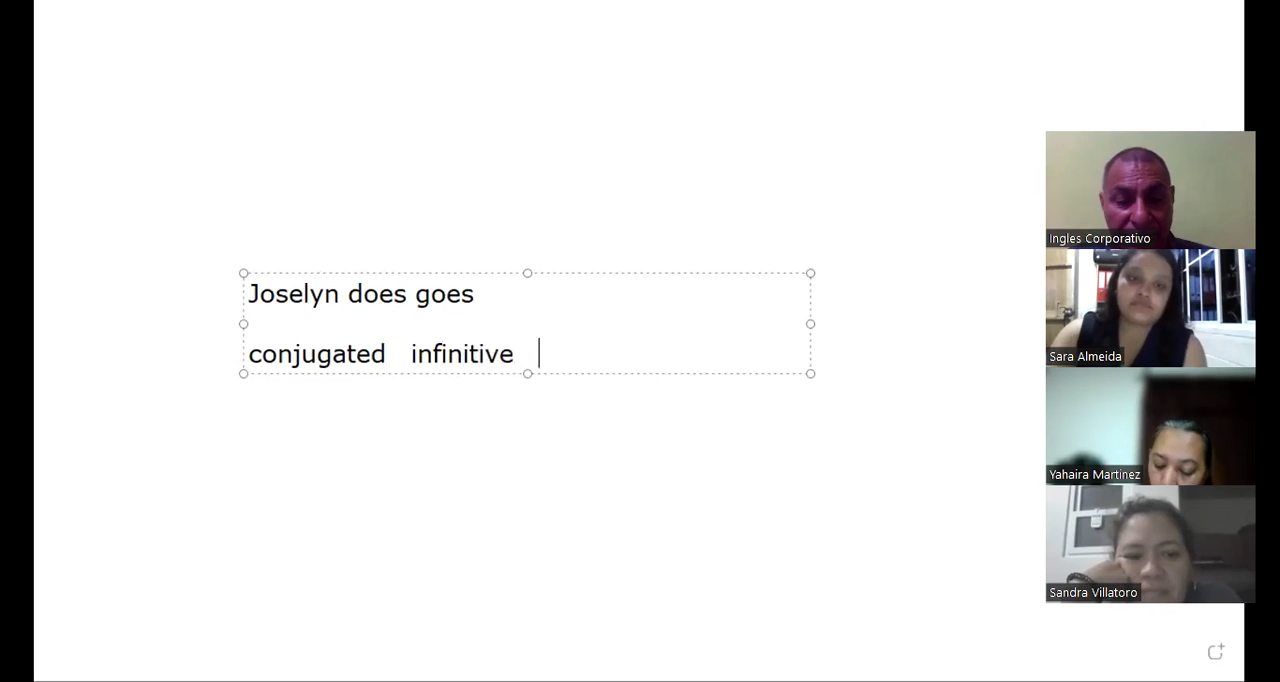 Joselyn does goes
conjugated infinitive
Ingles Corporativo
Sara Almeida
Yahaira Martinez
Sandra Villatoro